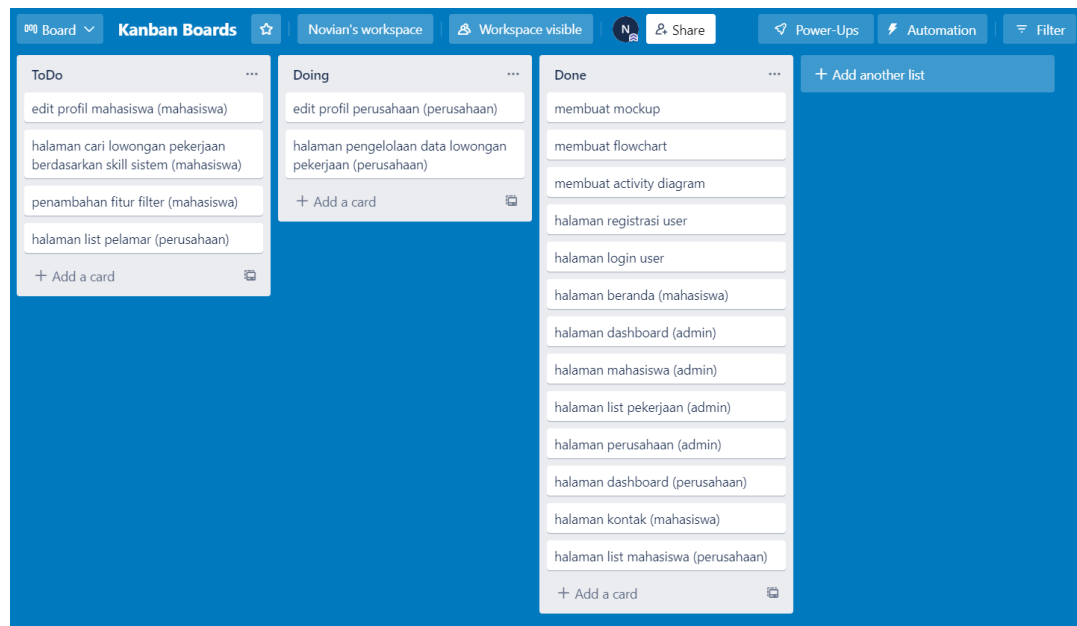 Board
Kanban Boards
Novian's workspace
Workspace visible
N
Share
Power-Ups
Automation
Filter
ToDo
edit profil mahasiswa (mahasiswa)
halaman cari lowongan pekerjaan
berdasarkan skill sistem (mahasiswa)
penambahan fitur filter (mahasiswa)
halaman list pelamar (perusahaan)
+ Add a card
Doing
edit profil perusahaan (perusahaan)
halaman pengelolaan data lowongan
pekerjaan (perusahaan)
+ Add a card
Done
membuat mockup
membuat flowchart
membuat activity diagram
halaman registrasi user
halaman login user
halaman beranda (mahasiswa)
halaman dashboard (admin)
halaman mahasiswa (admin)
halaman list pekerjaan (admin)
halaman perusahaan (admin)
halaman dashboard (perusahaan)
halaman kontak (mahasiswa)
halaman list mahasiswa (perusahaan)
+ Add a card
+ Add another list